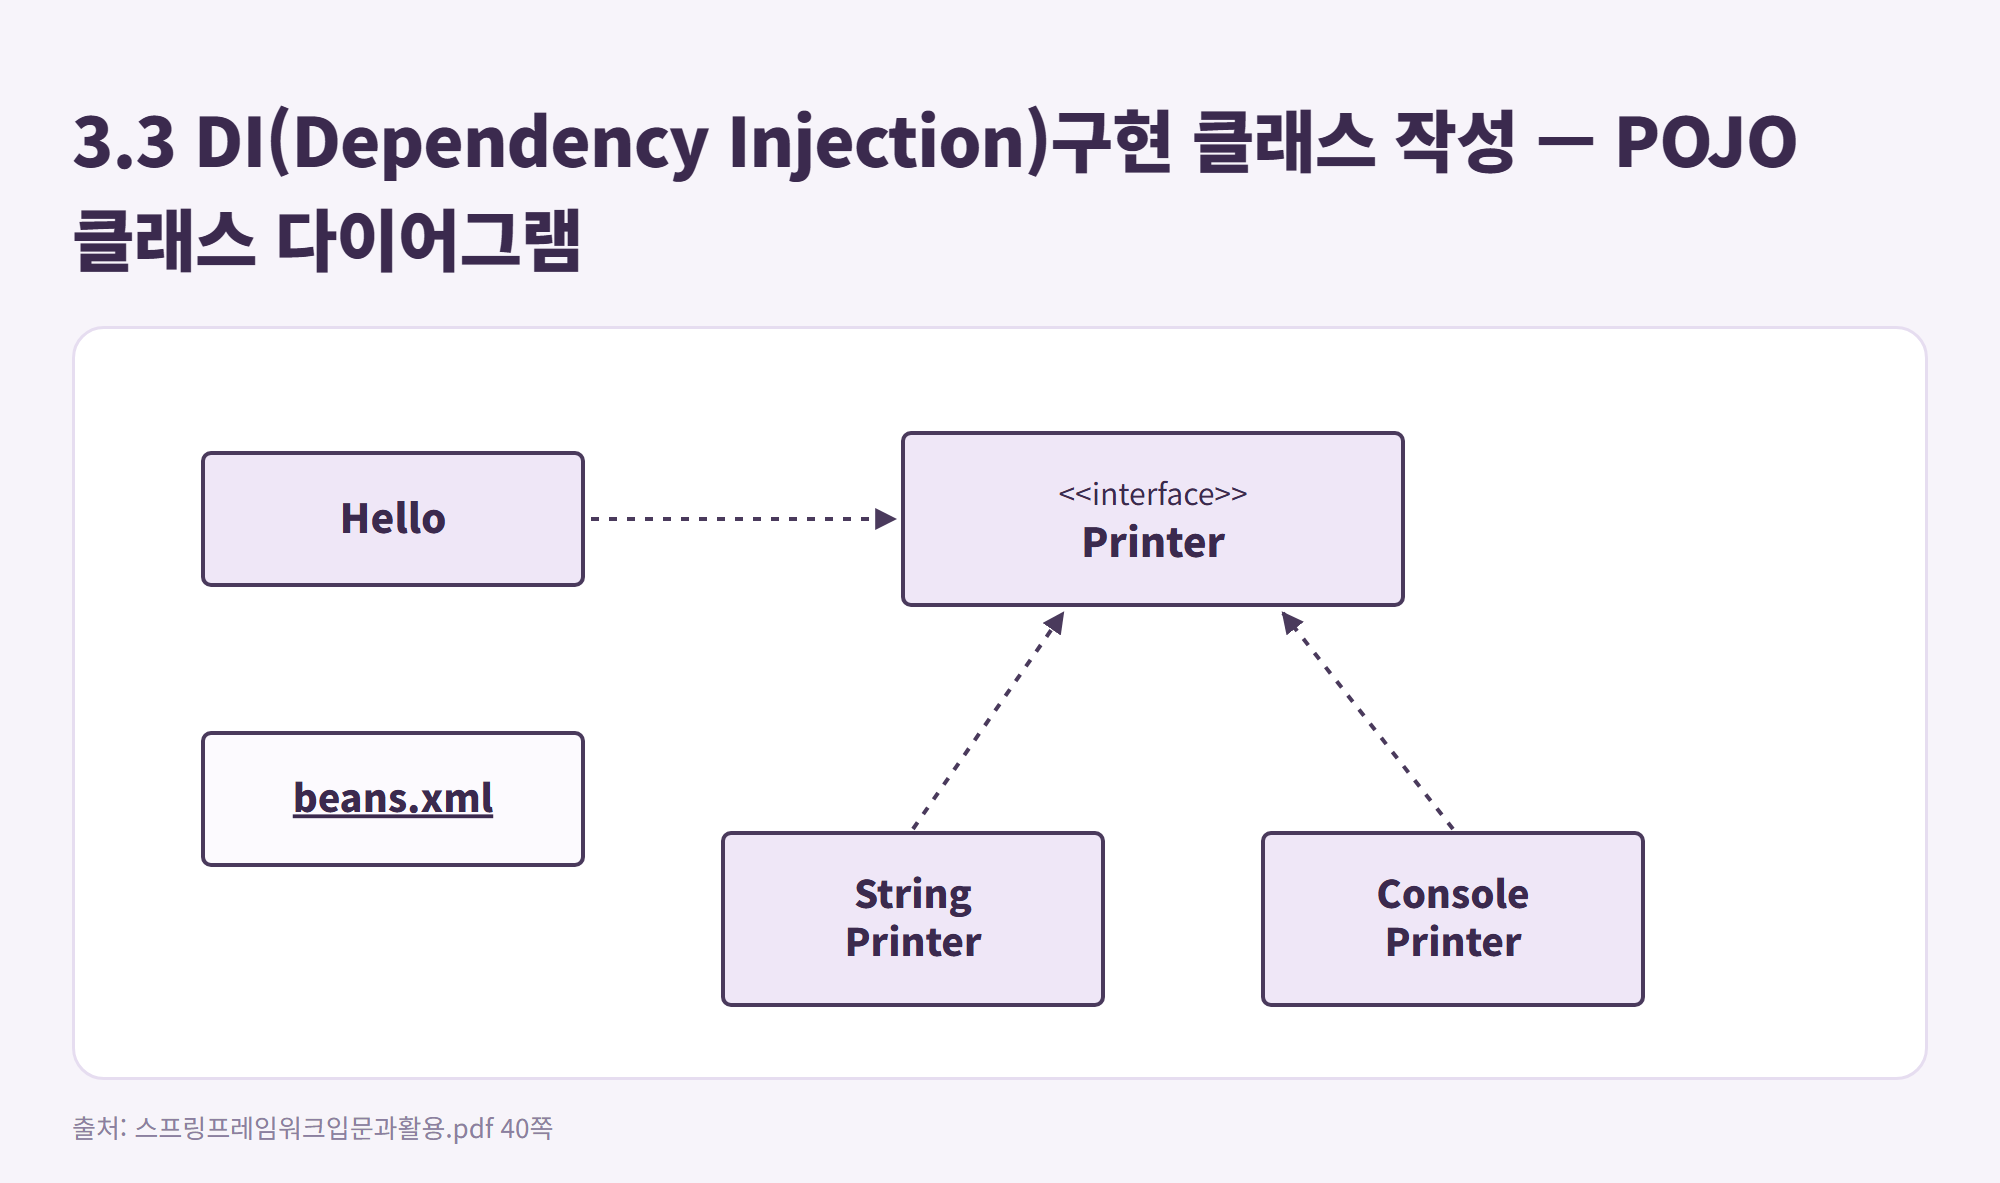 3.3 DI(Dependency Injection)구현 클래스 작성 — POJO
클래스 다이어그램
Hello
<<interface>>
Printer
beans.xml
String
Printer
Console
Printer
출처: 스프링프레임워크입문과활용.pdf 40쪽